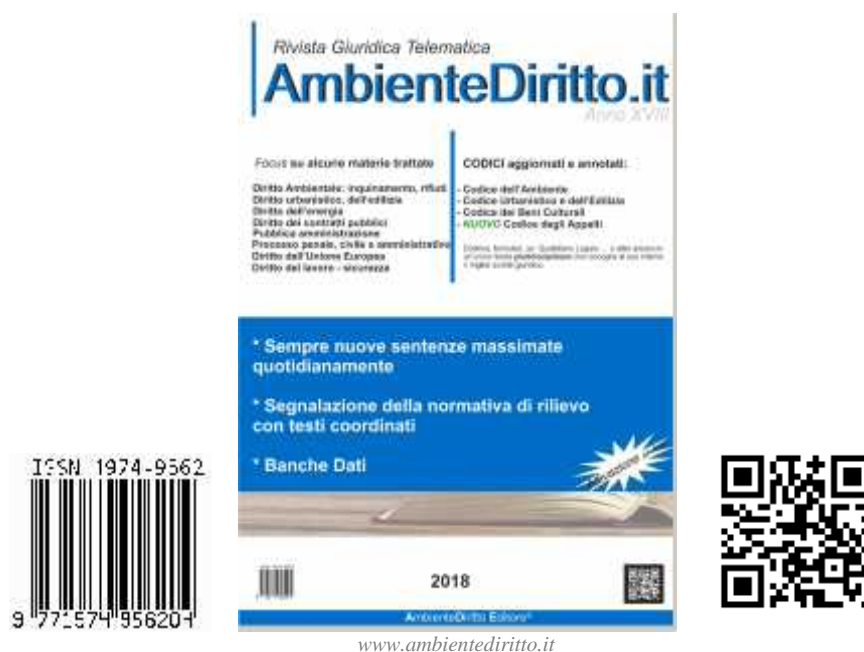 Rivista Giuridica Telematica
AmbienteDiritto.it
Anno XVIII
Focus su alcune materie trattate
Diritto Ambientale: inquinamento, rifiuti
Diritto urbanistico, dell'edilizia
Diritto dell'energia
Diritto dei contratti pubblici
Pubblica amministrazione
Processo penale, civile e amministrativo
Diritto dell'Unione Europea
Diritto del lavoro - sicurezza
CODICI aggiornati e annotati:
- Codice dell'Ambiente
- Codice Urbanistica e dell'Edilizia
- Codice dei Beni Culturali
- NUOVO Codice degli Appalti
* Sempre nuove sentenze massimate
quotidianamente
* Segnalazione della normativa di rilievo
con testi coordinati
* Banche Dati
2018
AmbienteDiritto Editore®
ISSN 1974-9562
9 771974 956204
www.ambientediritto.it